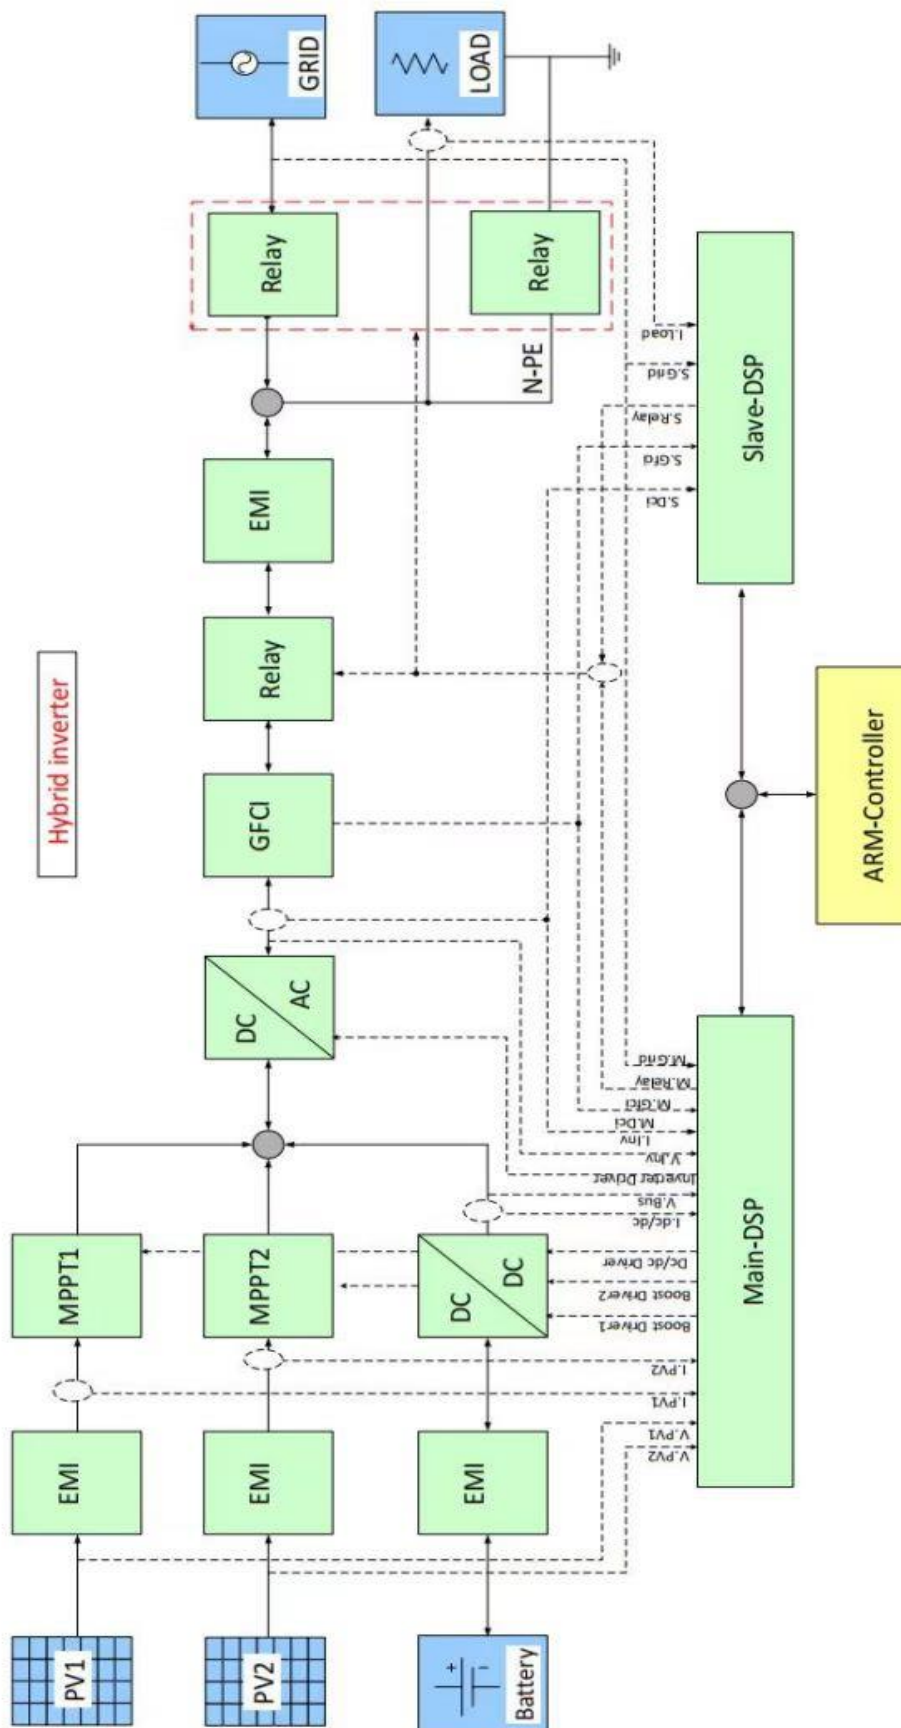 Hybrid inverter
PV1
EMI
MPPT1
PV2
EMI
MPPT2
DC
AC
GFCI
Relay
EMI
Relay
GRID
Battery
+
-
EMI
DC
DC
N-PE
Relay
LOAD
V.PV2
V.PV1
I.PV1
I.PV2
Boost Driver1
Boost Driver2
Dc/dc Driver
I.dc/dc
V.Bus
Inverter Driver
V.Inv
I.Inv
M.Dci
M.Gfci
M.Relay
M.Grid
S.Dci
S.Gfci
S.Relay
S.Grid
I.Load
Main-DSP
Slave-DSP
ARM-Controller